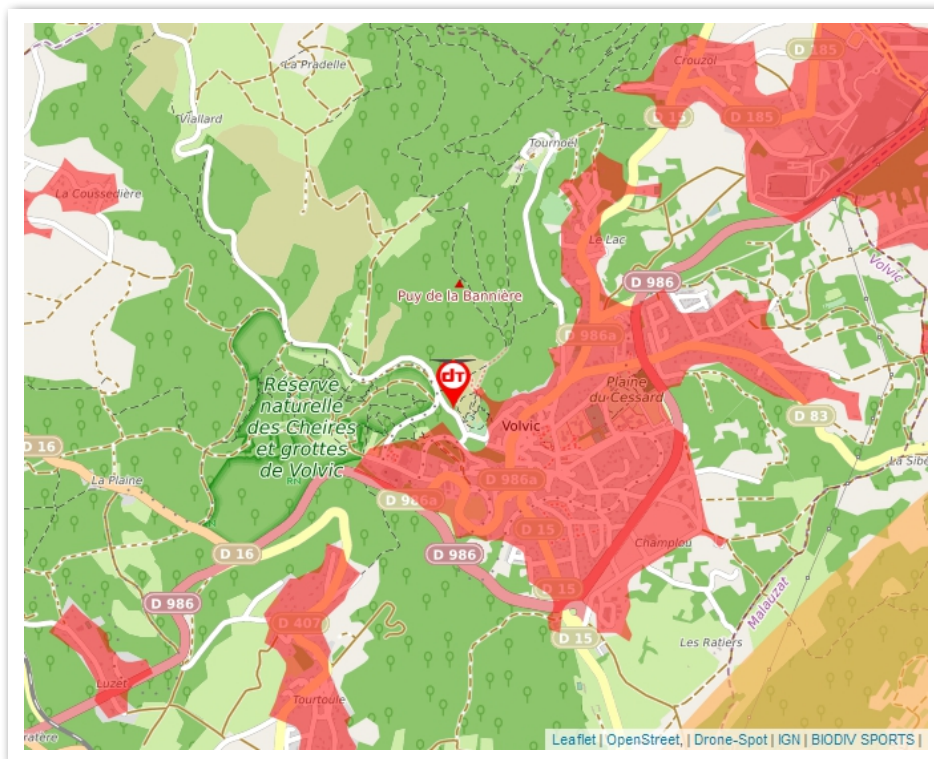 La Pradelle
Crouzol
D 185
Viallard
D 15
D 185
Tournoel
La Coussedière
Le Lac
Volvic
D 986
Puy de la Bannière
D 986a
dT
Réserve
naturelle
des Cheires
et grottes
de Volvic
RN
Plaine
du Cessard
Volvic
D 83
D 16
La Plaine
La Sibe
D 986a
D 986a
D 15
D 16
D 986
Champlou
D 986
D 15
D 407
D 15
Les Ratiers
Malauzat
Luzet
Tourtoule
ratère
Leaflet | OpenStreet, | Drone-Spot | IGN | BIODIV SPORTS |